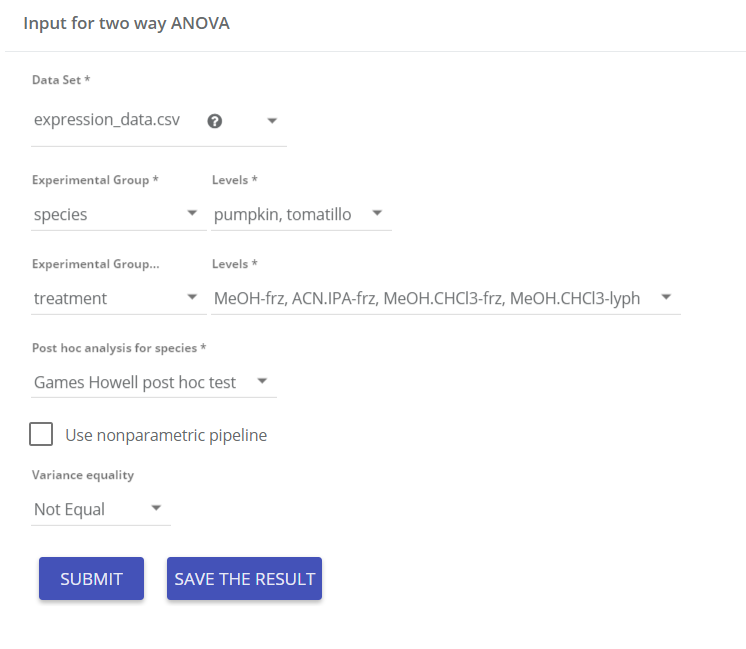 Input for two way ANOVA
Data Set *
expression_data.csv
Experimental Group * Levels *
species pumpkin, tomatillo
Experimental Group... Levels *
treatment MeOH-frz, ACN.IPA-frz, MeOH.CHCl3-frz, MeOH.CHCl3-lyph
Post hoc analysis for species *
Games Howell post hoc test
Use nonparametric pipeline
Variance equality
Not Equal
SUBMIT SAVE THE RESULT